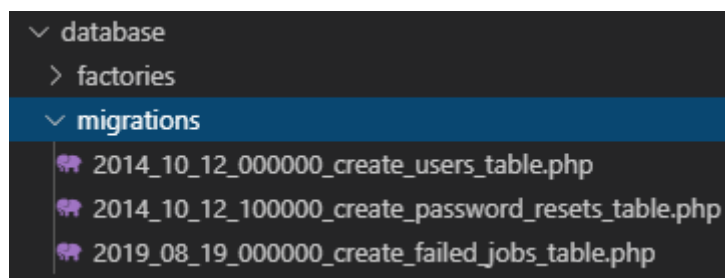 database
factories
migrations
2014_10_12_000000_create_users_table.php
2014_10_12_100000_create_password_resets_table.php
2019_08_19_000000_create_failed_jobs_table.php